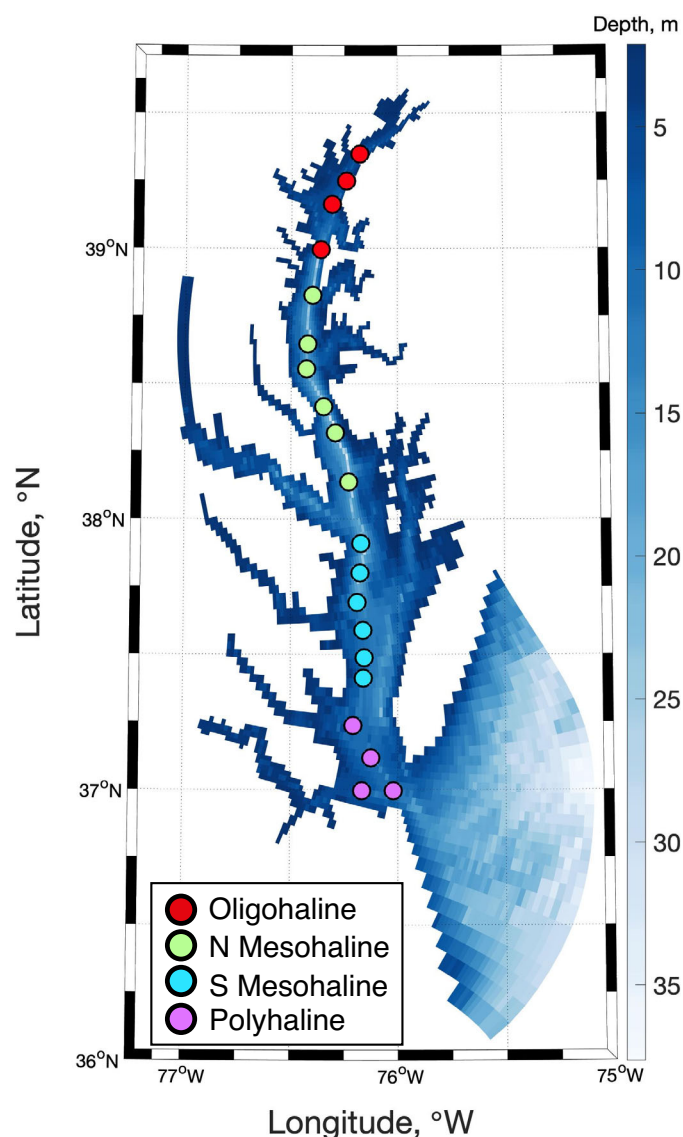 Depth, m
5
10
15
20
25
30
35
39°N
38°N
37°N
36°N
Latitude, °N
Oligohaline
N Mesohaline
S Mesohaline
Polyhaline
77°W
76°W
75°W
Longitude, °W